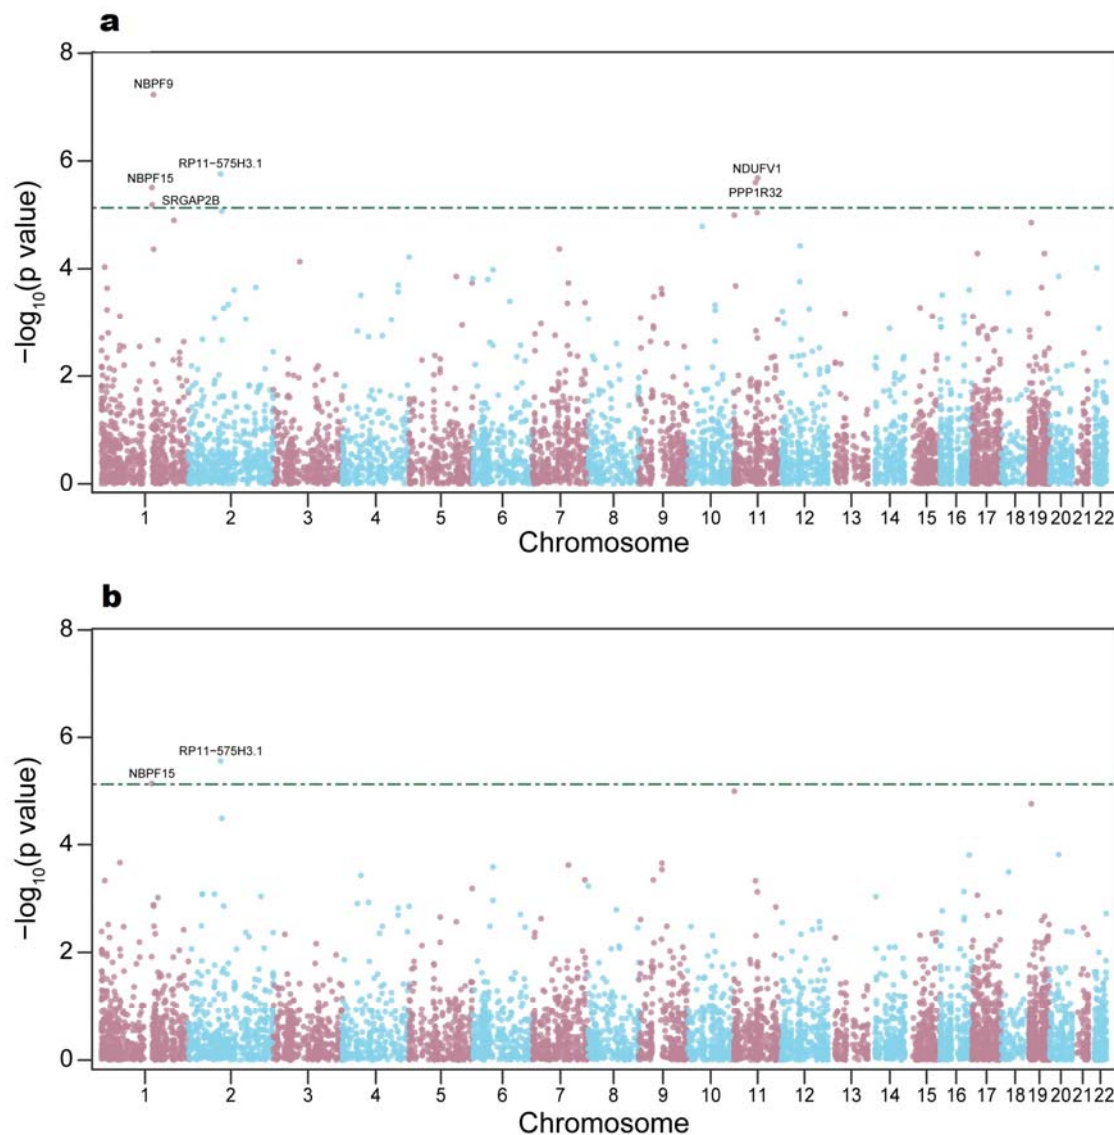 a
8
NBPF9
6
RP11−575H3.1
NBPF15
NDUFV1
SRGAP2B
PPP1R32
−log10(p value)
4
2
0
1 2 3 4 5 6 7 8 9 10 11 12 13 14 15 16 17 18 19 20 21 22
Chromosome
b
8
6
RP11−575H3.1
NBPF15
−log10(p value)
4
2
0
1 2 3 4 5 6 7 8 9 10 11 12 13 14 15 16 17 18 19 20 21 22
Chromosome